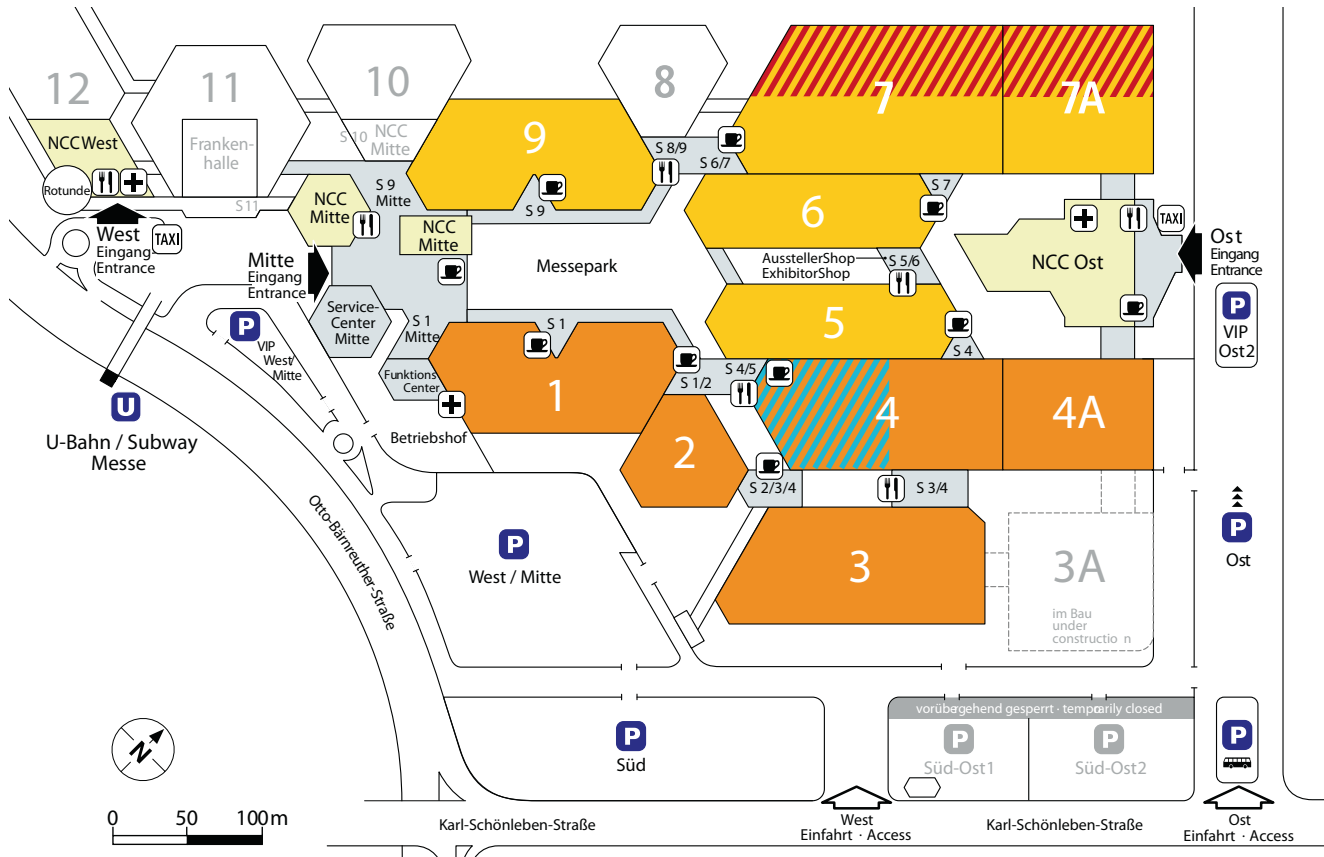 12
11
10
8
7
7A
NCC West
Franken-
halle
S 10
NCC
Mitte
9
S 8/9
S 6/7
Rotunde
S11
NCC
Mitte
S 9
Mitte
S 9
S 7
6
NCC
Mitte
West
Eingang
(Entrance
TAXI
Mitte
Eingang
Entrance
Messepark
AusstellerShop
ExhibitorShop
S 5/6
NCC Ost
TAXI
Ost
Eingang
Entrance
P
VIP
Ost2
Service-
Center
Mitte
S 1
Mitte
S 1
5
S 4
P
VIP
West/
Mitte
Funktions
Center
1
S 1/2
S 4/5
4
4A
U
U-Bahn / Subway
Messe
Betriebshof
2
S 2/3/4
S 3/4
P
Ost
Otto-Bärnreuther-Straße
P
West / Mitte
3
3A
im Bau
under
constructio n
vorübergehend gesperrt · temporarily closed
P
Süd
P
Süd-Ost1
P
Süd-Ost2
P
N
0 50 100m
Karl-Schönleben-Straße
West
Einfahrt · Access
Karl-Schönleben-Straße
Ost
Einfahrt · Access